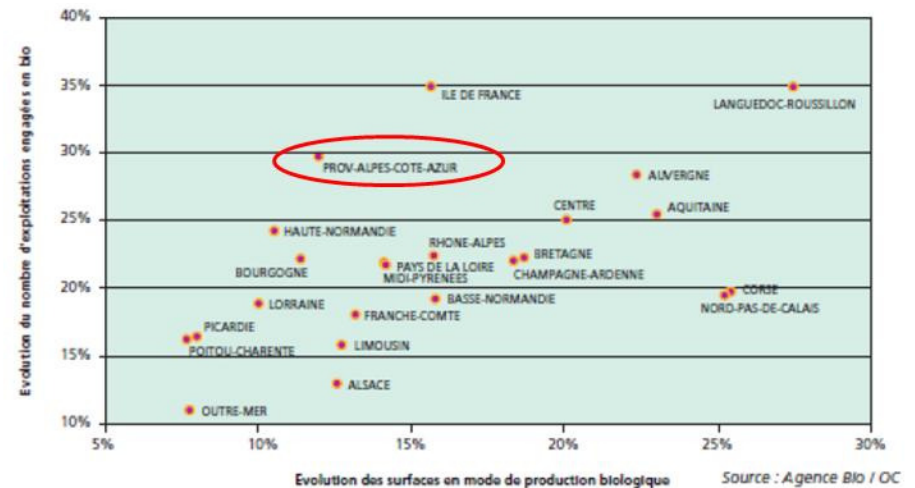 Evolution du nombre d'exploitations engagées en bio
40%
35%
30%
25%
20%
15%
10%
ILE DE FRANCE
LANGUEDOC-ROUSSILLON
PROV-ALPES-COTE-AZUR
AUVERGNE
CENTRE
AQUITAINE
HAUTE-NORMANDIE
RHONE-ALPES
BRETAGNE
BOURGOGNE
PAYS DE LA LOIRE
CHAMPAGNE-ARDENNE
MIDI-PYRENEES
CORSE
BASSE-NORMANDIE
NORD-PAS-DE-CALAIS
LORRAINE
FRANCHE-COMTE
PICARDIE
POITOU-CHARENTE
LIMOUSIN
ALSACE
OUTRE-MER
5%
10%
15%
20%
25%
30%
Evolution des surfaces en mode de production biologique
Source : Agence Bio / OC